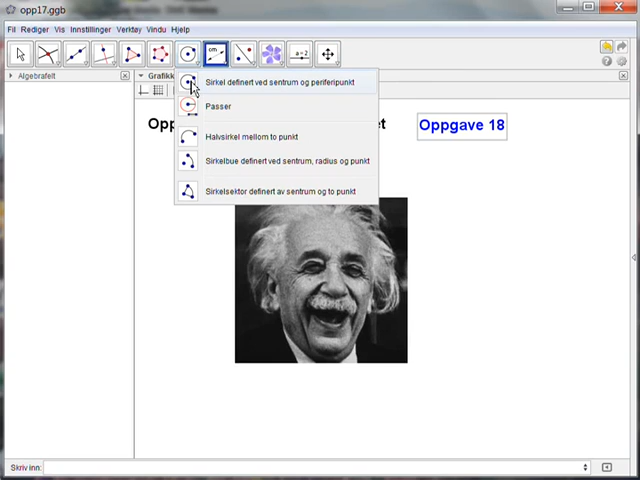 opp17.ggb
Fil Rediger Vis Innstillinger Verktøy Vindu Hjelp
cm
a=2
Algebrafelt
Sirkel definert ved sentrum og periferipunkt
Passer
Halvsirkel mellom to punkt
Sirkelbue definert ved sentrum, radius og punkt
Sirkelsektor definert av sentrum og to punkt
Oppgave 18
Skriv inn: